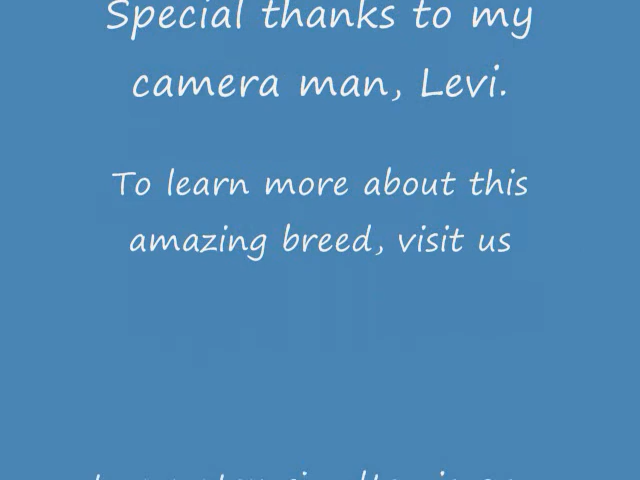 Special thanks to my
camera man, Levi.
To learn more about this
amazing breed, visit us